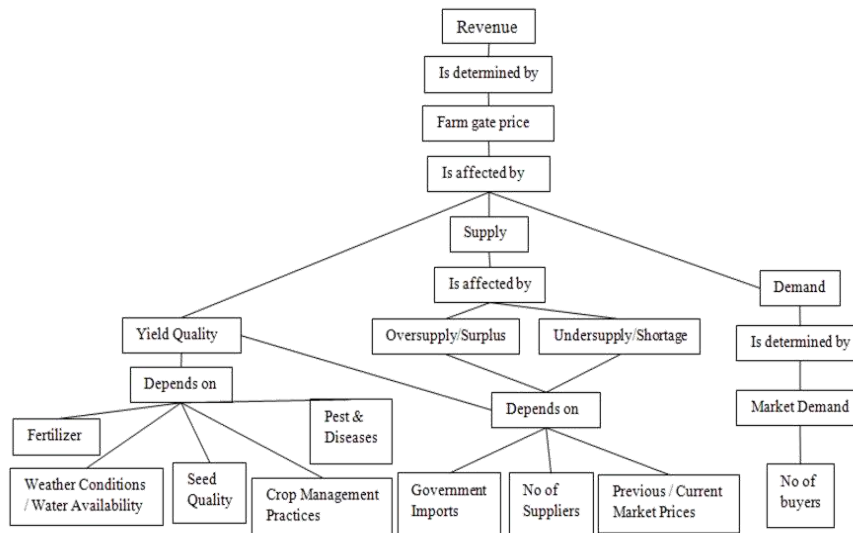 Revenue
Is determined by
Farm gate price
Is affected by
Supply
Is affected by
Demand
Yield Quality
Oversupply/Surplus
Undersupply/Shortage
Is determined by
Depends on
Depends on
Market Demand
Fertilizer
Pest &
Diseases
Weather Conditions
/ Water Availability
Seed
Quality
Crop Management
Practices
Government
Imports
No of
Suppliers
Previous / Current
Market Prices
No of
buyers